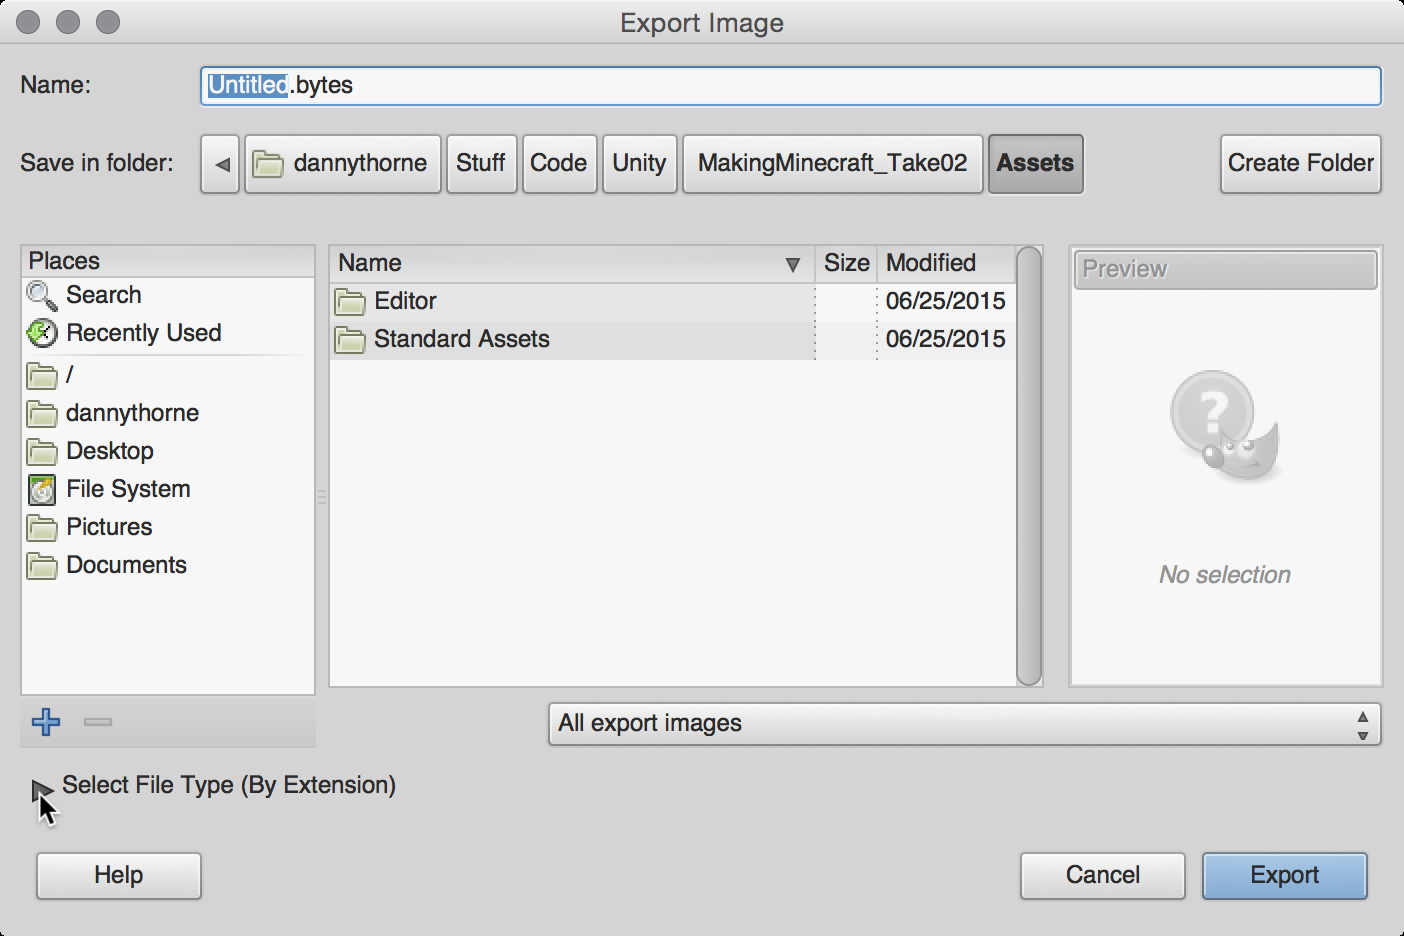 Export Image
Name: Untitled.bytes
Save in folder: dannythorne Stuff Code Unity MakingMinecraft_Take02 Assets Create Folder
Places
Search
Recently Used
/
dannythorne
Desktop
File System
Pictures
Documents
Name Size Modified
Editor 06/25/2015
Standard Assets 06/25/2015
Preview
?
No selection
All export images
Select File Type (By Extension)
Help Cancel Export